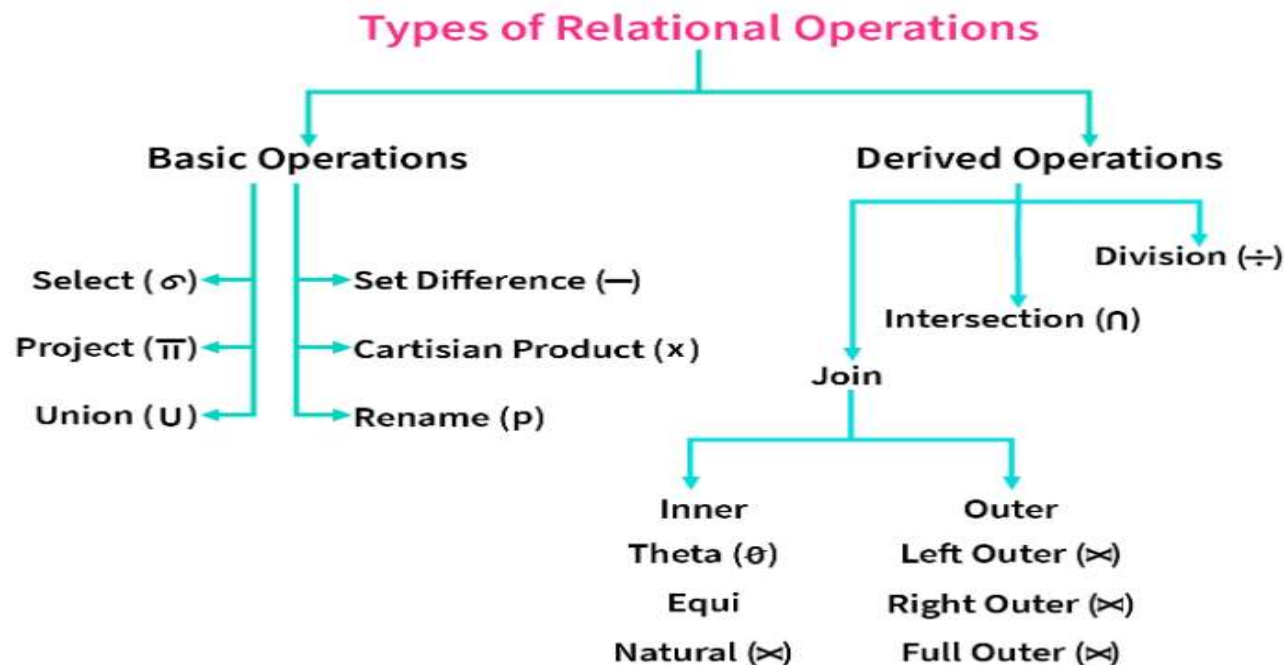 Types of Relational Operations
Basic Operations
Derived Operations
Select (σ)
Project (π)
Union (∪)
Set Difference (—)
Cartisian Product (x)
Rename (p)
Division (÷)
Intersection (∩)
Join
Inner
Theta (θ)
Equi
Natural (⋈)
Outer
Left Outer (⋈)
Right Outer (⋈)
Full Outer (⋈)